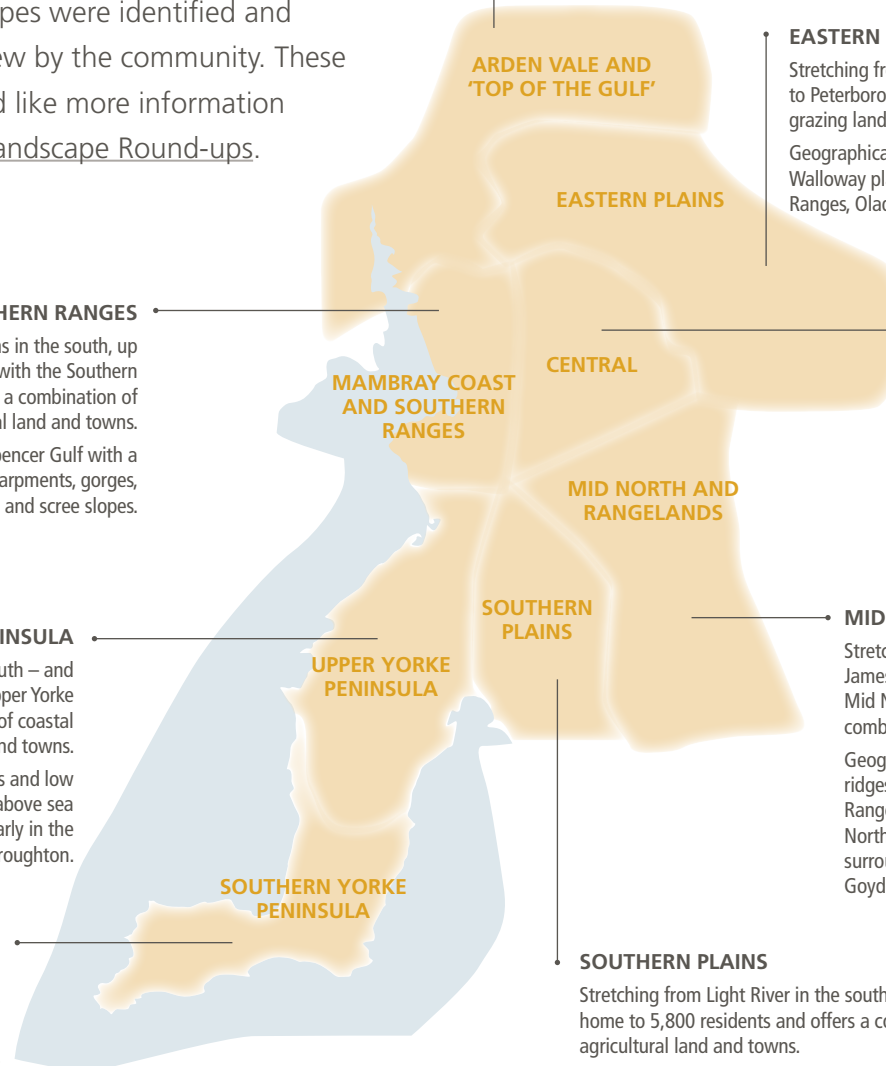 pes were identified and
ew by the community. These
d like more information
andscape Round-ups.
ARDEN VALE AND
‘TOP OF THE GULF’
EASTERN
Stretching fr
to Peterboro
grazing land
Geographica
Walloway pl
Ranges, Olad
EASTERN PLAINS
HERN RANGES
ns in the south, up
with the Southern
a combination of
al land and towns.
pencer Gulf with a
arpments, gorges,
and scree slopes.
MAMBRAY COAST
AND SOUTHERN
RANGES
CENTRAL
MID NORTH AND
RANGELANDS
SOUTHERN
PLAINS
UPPER YORKE
PENINSULA
INSULA
uth – and
per Yorke
of coastal
nd towns.
s and low
above sea
arly in the
roughton.
MID
Stretc
James
Mid N
comb
Geog
ridges
Range
North
surrou
Goyd
SOUTHERN YORKE
PENINSULA
SOUTHERN PLAINS
Stretching from Light River in the south
home to 5,800 residents and offers a co
agricultural land and towns.